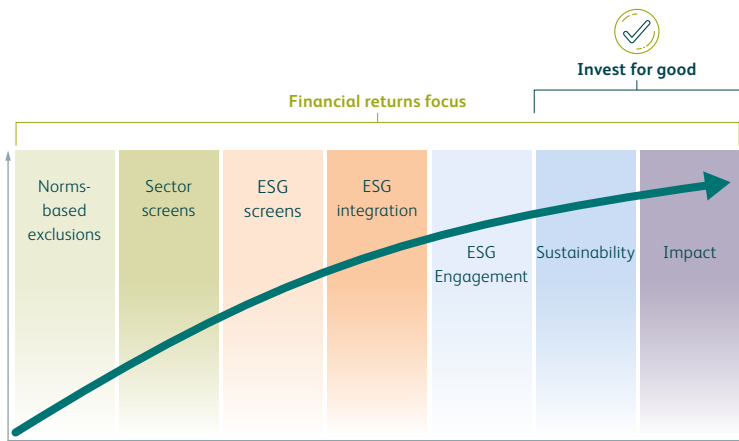 Invest for good
Financial returns focus
Norms-
based
exclusions
Sector
screens
ESG
screens
ESG
integration
ESG
Engagement
Sustainability
Impact